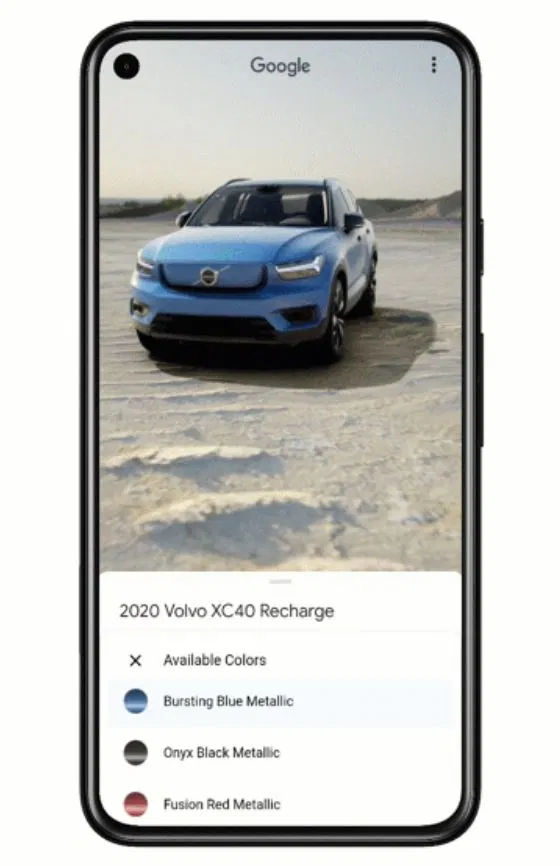 Google
2020 Volvo XC40 Recharge
Available Colors
Bursting Blue Metallic
Onyx Black Metallic
Fusion Red Metallic